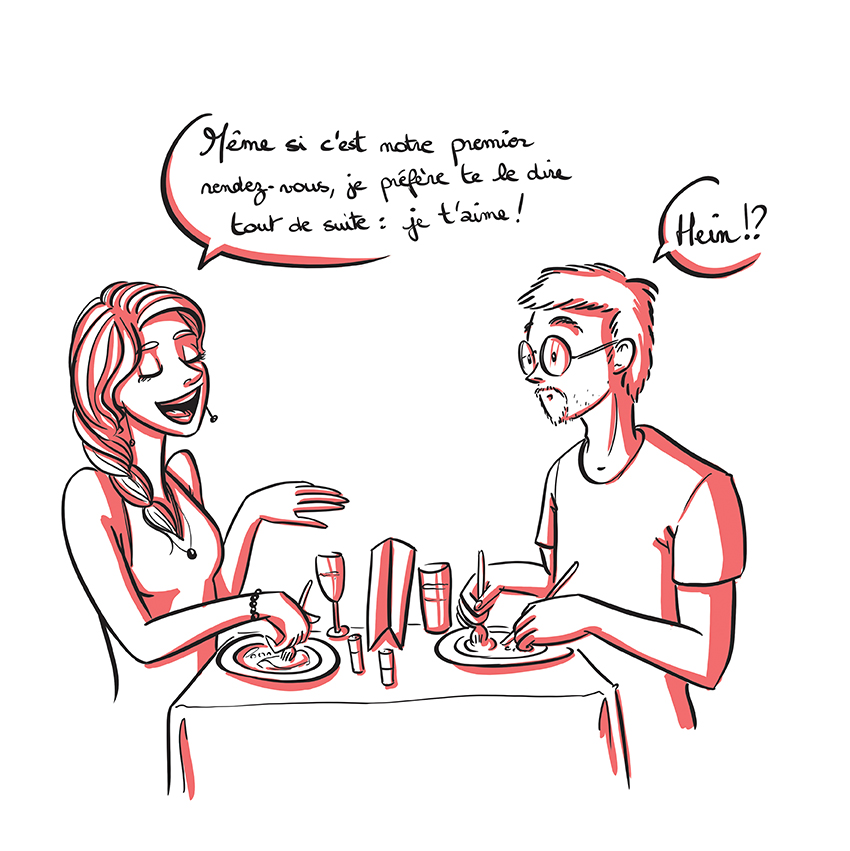 Même si c'est notre premier
rendez-vous, je préfère te le dire
tout de suite : je t'aime !
Hein !?